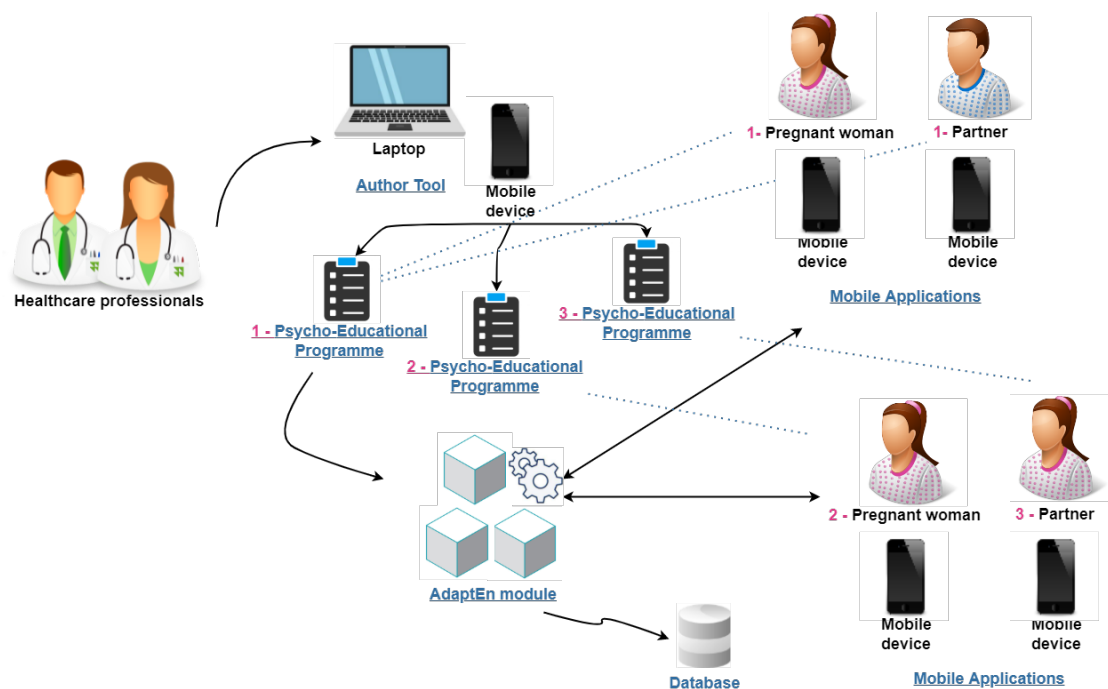 1- Pregnant woman
1- Partner
Laptop
Author Tool
Mobile
device
Mobile
device
Mobile
device
Healthcare professionals
Mobile Applications
3 - Psycho-Educational
Programme
1 - Psycho-Educational
Programme
2 - Psycho-Educational
Programme
2 - Pregnant woman
3 - Partner
AdaptEn module
Mobile
device
Mobile
device
Database
Mobile Applications